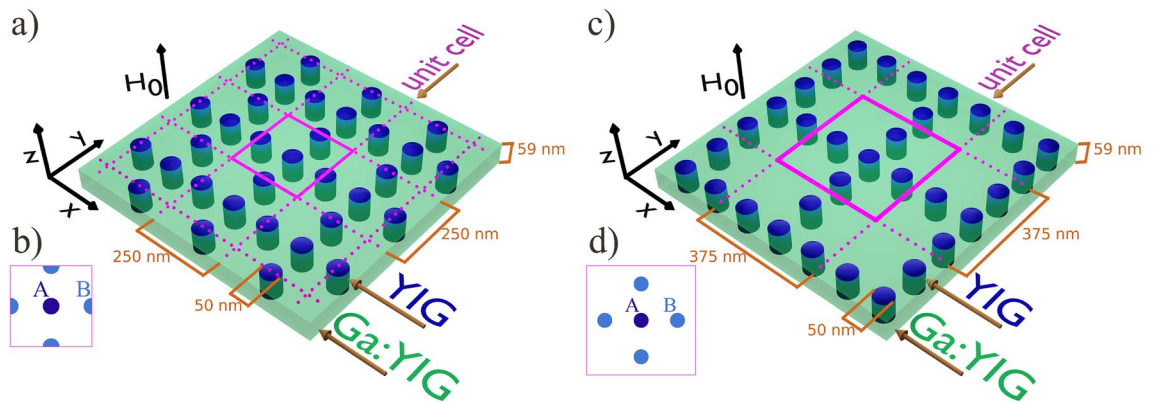 a)
H0
unit cell
Z
Y
X
59 nm
250 nm
250 nm
50 nm
YIG
Ga:YIG
b)
A
B
c)
H0
unit cell
Z
Y
X
59 nm
375 nm
375 nm
50 nm
YIG
Ga:YIG
d)
A
B